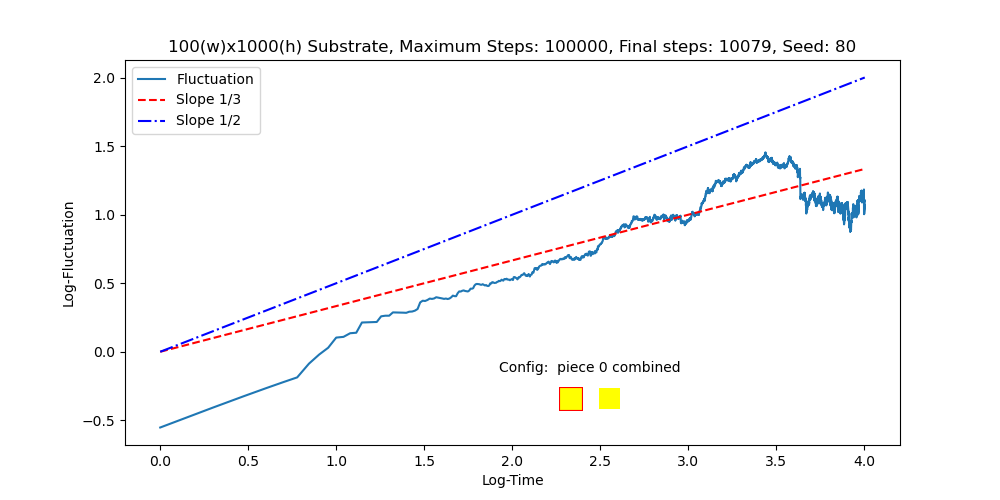 100(w)x1000(h) Substrate, Maximum Steps: 100000, Final steps: 10079, Seed: 80
Fluctuation
Slope 1/3
Slope 1/2
2.0
1.5
1.0
0.5
0.0
−0.5
Log-Fluctuation
Config:  piece 0 combined
0.0 0.5 1.0 1.5 2.0 2.5 3.0 3.5 4.0
Log-Time